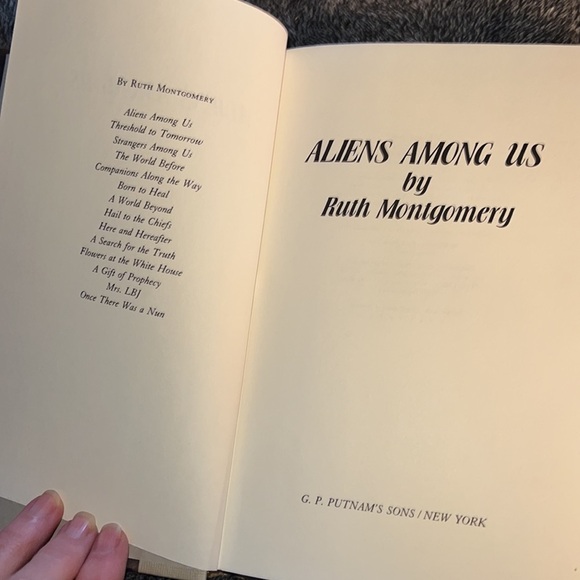 By Ruth Montgomery
Aliens Among Us
Threshold to Tomorrow
Strangers Among Us
The World Before
Companions Along the Way
Born to Heal
A World Beyond
Hail to the Chiefs
Here and Hereafter
A Search for the Truth
Flowers at the White House
A Gift of Prophecy
Mrs. LBJ
Once There Was a Nun
ALIENS AMONG US
by
Ruth Montgomery
G. P. PUTNAM'S SONS / NEW YORK